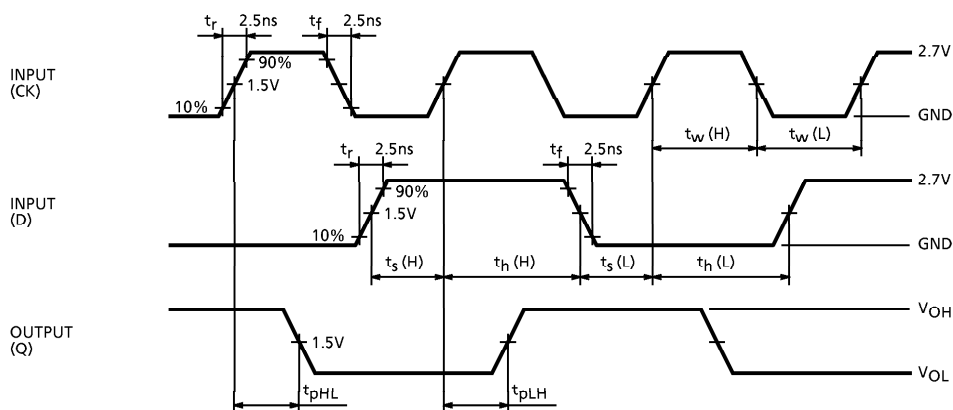 tr 2.5ns tf 2.5ns
INPUT
(CK)
90%
1.5V
10%
2.7V
GND
tw (H) tw (L)
tr 2.5ns tf 2.5ns
INPUT
(D)
90%
1.5V
10%
2.7V
GND
ts (H) th (H) ts (L) th (L)
OUTPUT
(Q)
1.5V
VOH
VOL
tpHL tpLH